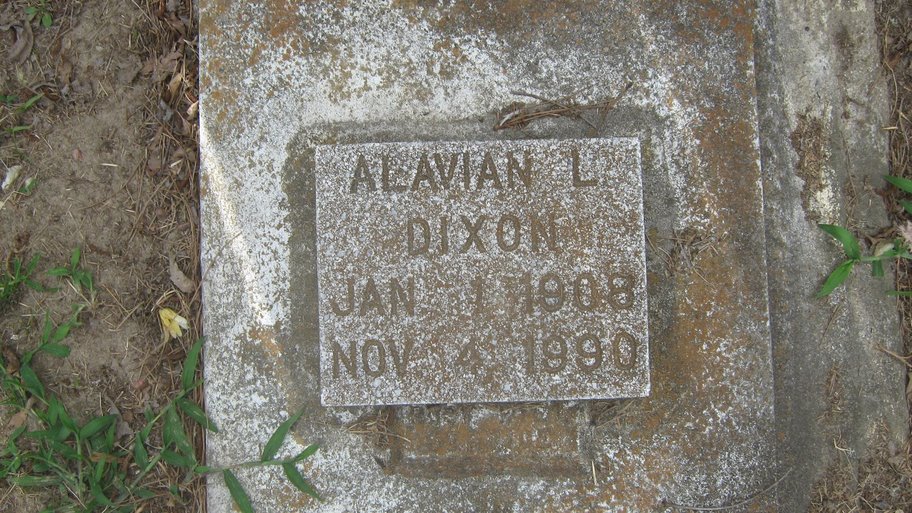 ALAVIAN L
DIXON
JAN 1 1908
NOV 4 1990